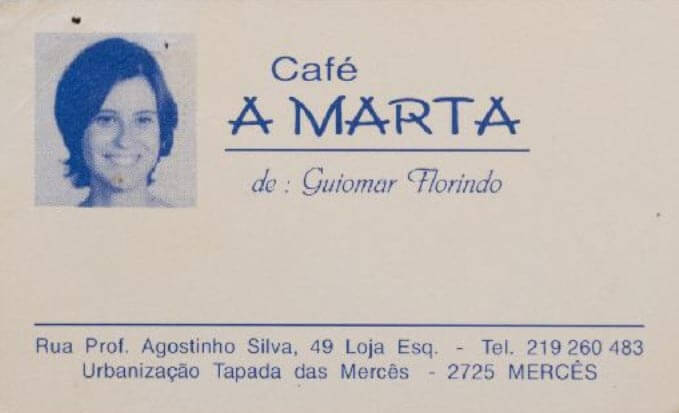 Café
A MARTA
de : Guiomar Florindo
Rua Prof. Agostinho Silva, 49 Loja Esq. - Tel. 219 260 483
Urbanização Tapada das Mercês - 2725 MERCÊS